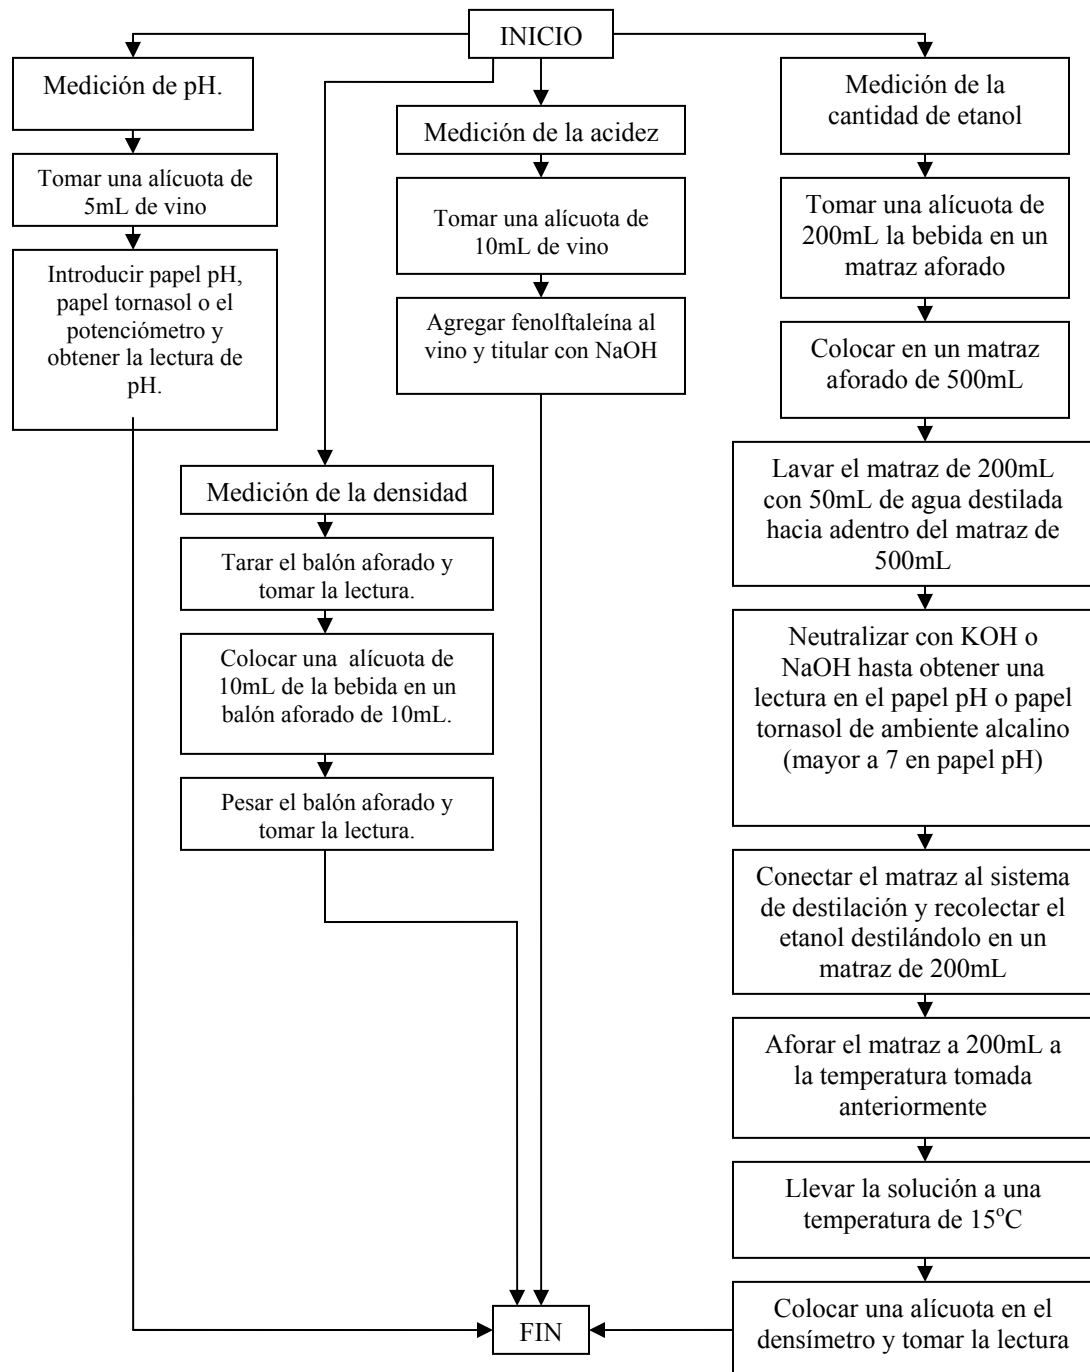 INICIO
Medición de pH.
Tomar una alícuota de
5mL de vino
Introducir papel pH,
papel tornasol o el
potenciómetro y
obtener la lectura de
pH.
Medición de la densidad
Tarar el balón aforado y
tomar la lectura.
Colocar una alícuota de
10mL de la bebida en un
balón aforado de 10mL.
Pesar el balón aforado y
tomar la lectura.
Medición de la acidez
Tomar una alícuota de
10mL de vino
Agregar fenolftaleína al
vino y titular con NaOH
Medición de la
cantidad de etanol
Tomar una alícuota de
200mL la bebida en un
matraz aforado
Colocar en un matraz
aforado de 500mL
Lavar el matraz de 200mL
con 50mL de agua destilada
hacia adentro del matraz de
500mL
Neutralizar con KOH o
NaOH hasta obtener una
lectura en el papel pH o papel
tornasol de ambiente alcalino
(mayor a 7 en papel pH)
Conectar el matraz al sistema
de destilación y recolectar el
etanol destilándolo en un
matraz de 200mL
Aforar el matraz a 200mL a
la temperatura tomada
anteriormente
Llevar la solución a una
temperatura de 15°C
Colocar una alícuota en el
densímetro y tomar la lectura
FIN